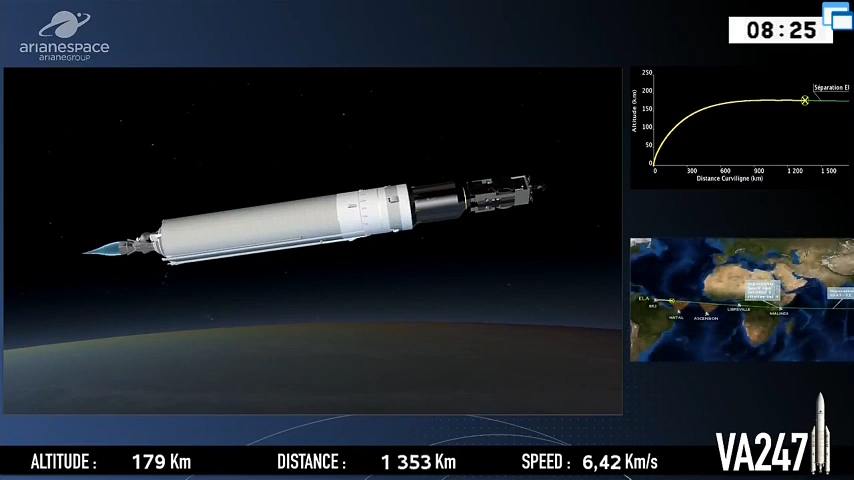 arianespace
arianeGROUP
08:25
250
200
150
100
50
0
Altitude (km)
Séparation EI
0 300 600 900 1 200 1 500
Distance Curviligne (km)
ELA
NATAL
ASCENSION
LIBREVILLE
MALINDI
ALTITUDE : 179 Km
DISTANCE : 1 353 Km
SPEED : 6,42 Km/s
VA247